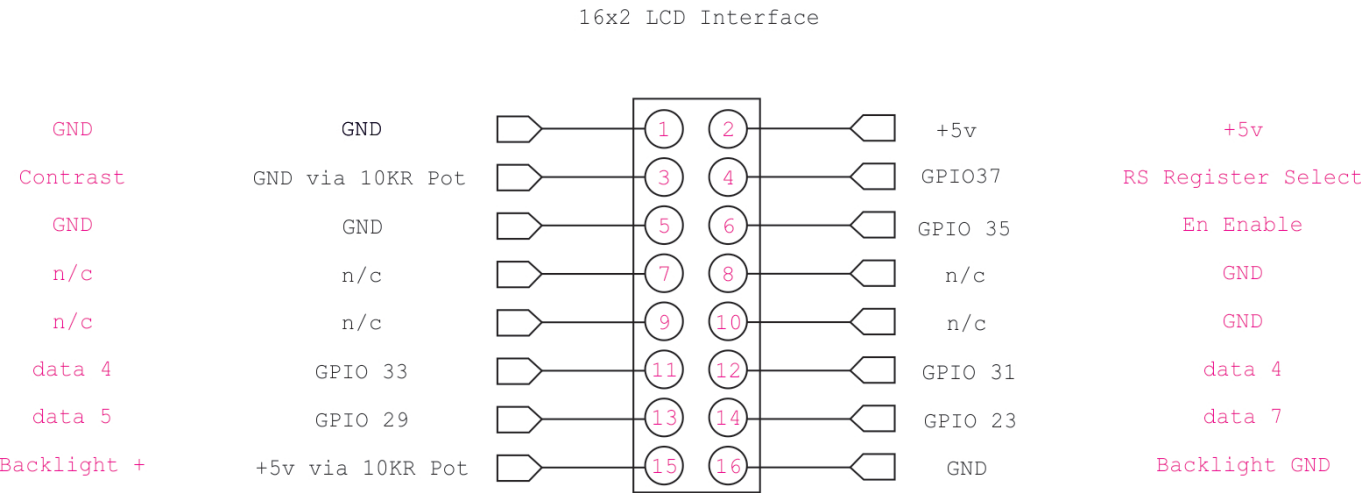 16x2 LCD Interface
GND GND 1 2 +5v +5v
Contrast GND via 10KR Pot 3 4 GPIO37 RS Register Select
GND GND 5 6 GPIO 35 En Enable
n/c n/c 7 8 n/c GND
n/c n/c 9 10 n/c GND
data 4 GPIO 33 11 12 GPIO 31 data 4
data 5 GPIO 29 13 14 GPIO 23 data 7
Backlight + +5v via 10KR Pot 15 16 GND Backlight GND